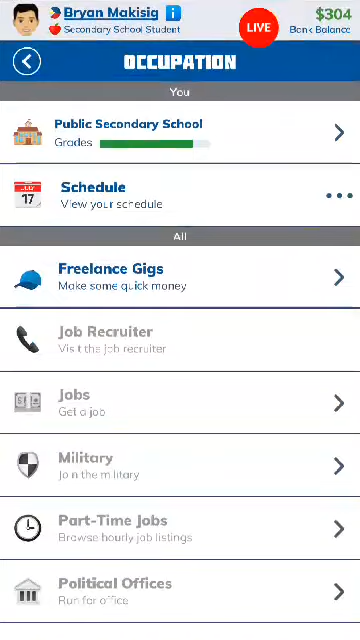 Bryan Makisig i
Secondary School Student
LIVE
$304
Bank Balance
OCCUPATION
You
Public Secondary School
Grades
JULY
17
Schedule
View your schedule
All
Freelance Gigs
Make some quick money
Job Recruiter
Visit the job recruiter
Jobs
Get a job
Military
Join the military
Part-Time Jobs
Browse hourly job listings
Political Offices
Run for office